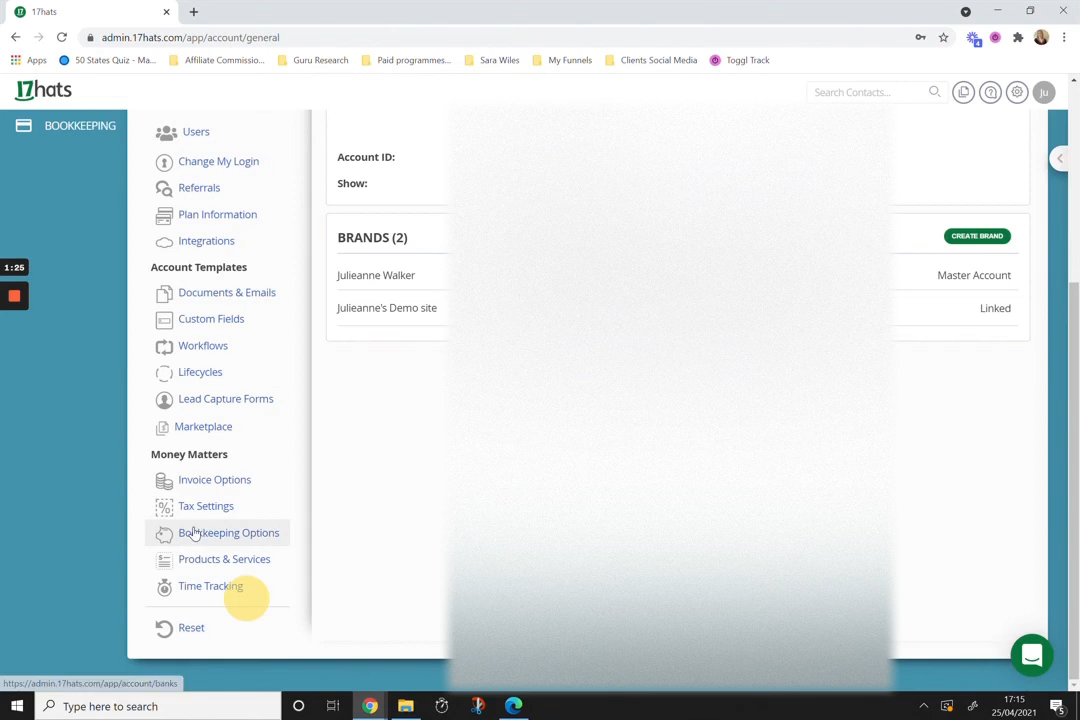 17hats
admin.17hats.com/app/account/general
Apps
50 States Quiz - Ma...
Affiliate Commissio...
Guru Research
Paid programmes...
Sara Wiles
My Funnels
Clients Social Media
Toggl Track
4
17hats
Search Contacts...
Ju
BOOKKEEPING
Users
Change My Login
Referrals
Plan Information
Integrations
Account Templates
Documents & Emails
Custom Fields
Workflows
Lifecycles
Lead Capture Forms
Marketplace
Money Matters
Invoice Options
Tax Settings
Bookkeeping Options
Products & Services
Time Tracking
Reset
Account ID:
Show:
BRANDS (2)
CREATE BRAND
Julieanne Walker
Master Account
Julieanne's Demo site
Linked
1:25
https://admin.17hats.com/app/account/banks
Type here to search
17:15
25/04/2021
5